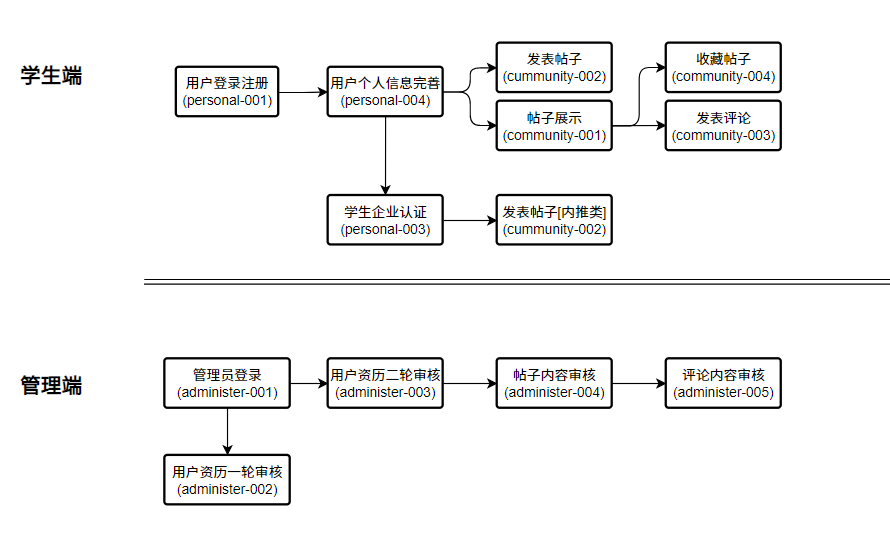 学生端
用户登录注册
(personal-001)
用户个人信息完善
(personal-004)
发表帖子
(cummunity-002)
收藏帖子
(community-004)
帖子展示
(community-001)
发表评论
(community-003)
学生企业认证
(personal-003)
发表帖子[内推类]
(cummunity-002)
管理端
管理员登录
(administer-001)
用户资历二轮审核
(administer-003)
帖子内容审核
(administer-004)
评论内容审核
(administer-005)
用户资历一轮审核
(administer-002)